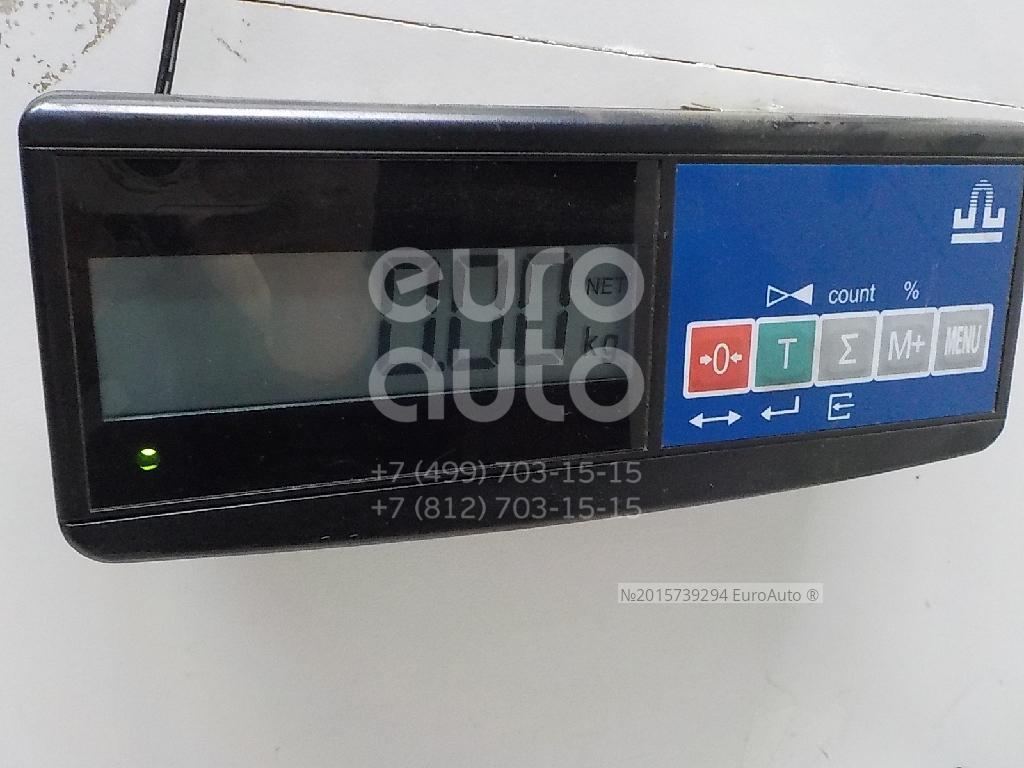 euro
auto
NET
kg
count %
→0← T Σ M+ MENU
+7 (499) 703-15-15
+7 (812) 703-15-15
№2015739294 EuroAuto ®